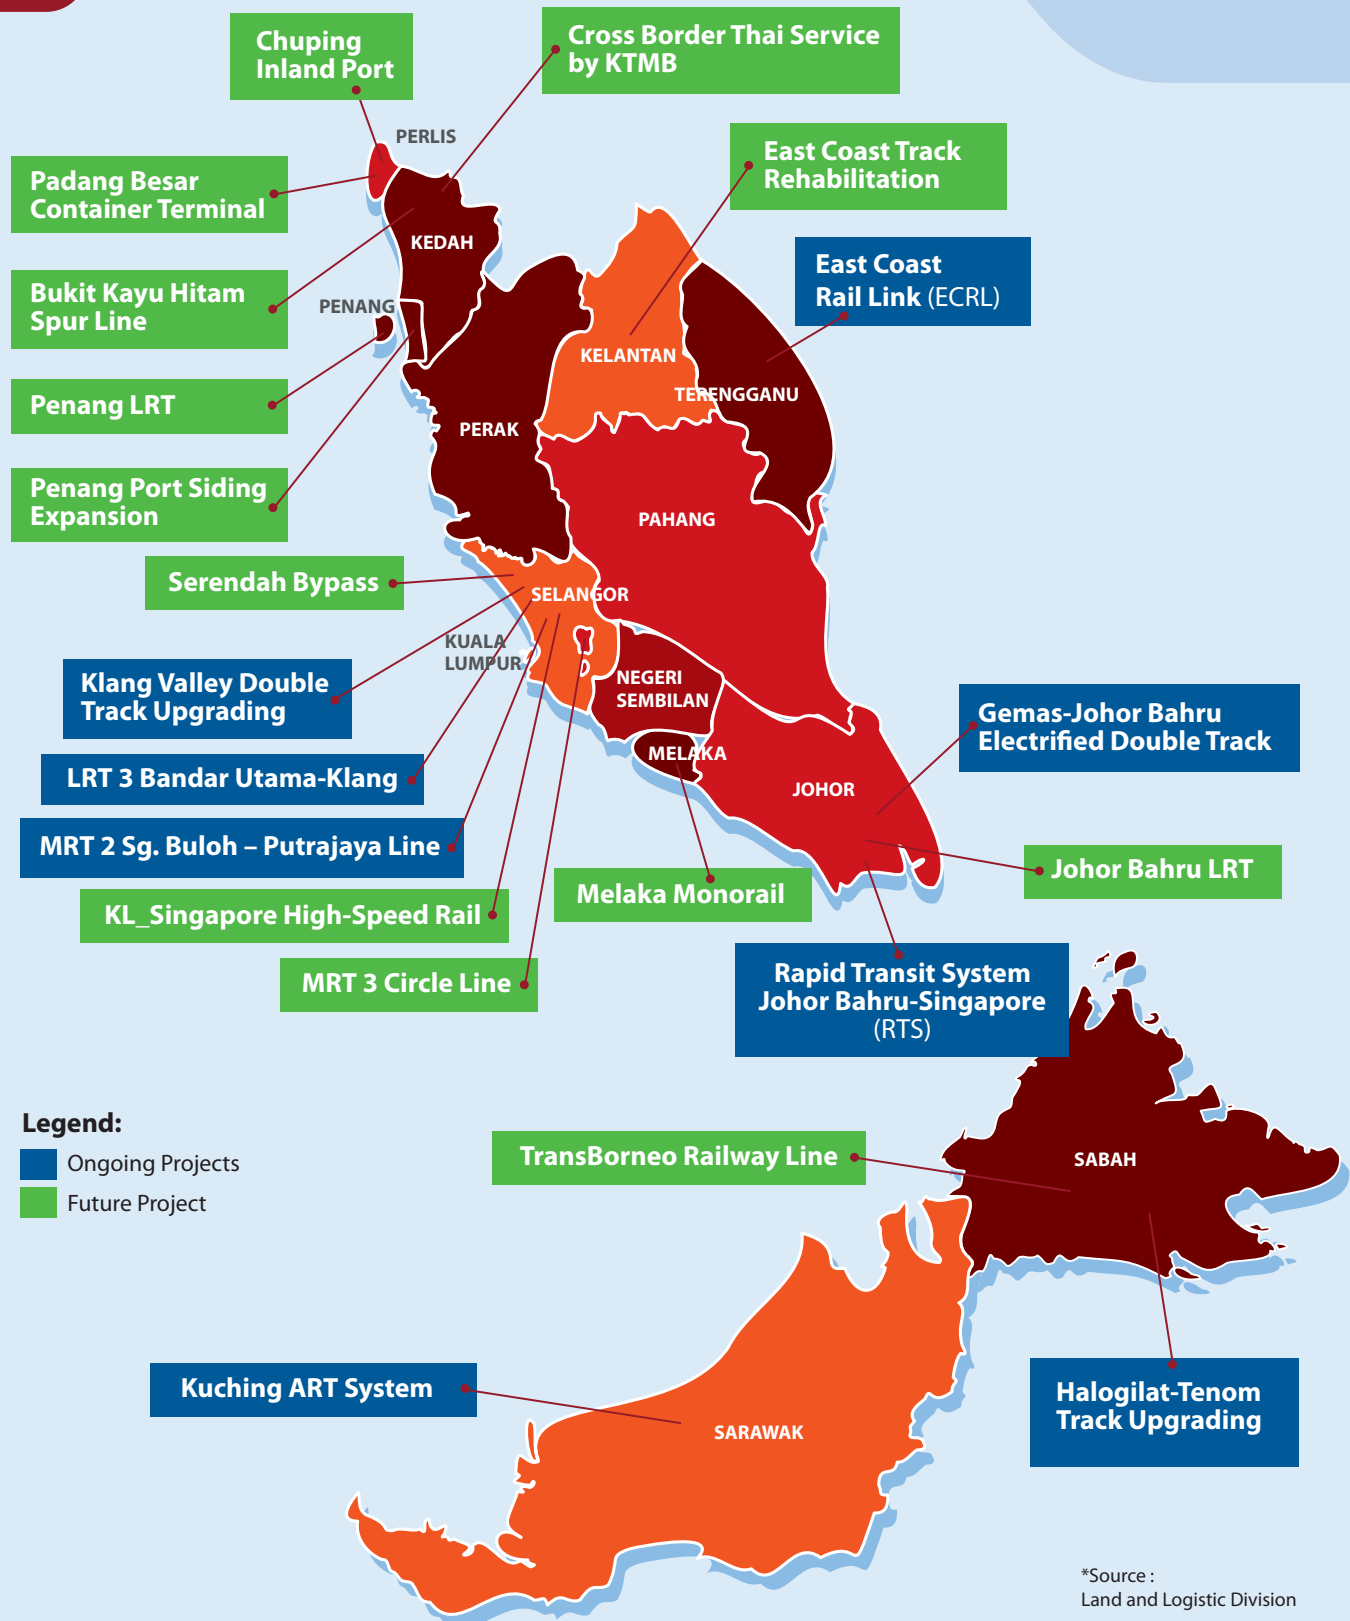 Chuping
Inland Port
Cross Border Thai Service
by KTMB
PERLIS
East Coast Track
Rehabilitation
Padang Besar
Container Terminal
KEDAH
East Coast
Rail Link (ECRL)
Bukit Kayu Hitam
Spur Line
PENANG
KELANTAN
TERENGGANU
Penang LRT
PERAK
Penang Port Siding
Expansion
PAHANG
Serendah Bypass
SELANGOR
KUALA
LUMPUR
Klang Valley Double
Track Upgrading
NEGERI
SEMBILAN
Gemas-Johor Bahru
Electrified Double Track
MELAKA
LRT 3 Bandar Utama-Klang
JOHOR
MRT 2 Sg. Buloh – Putrajaya Line
Johor Bahru LRT
Melaka Monorail
KL_Singapore High-Speed Rail
MRT 3 Circle Line
Rapid Transit System
Johor Bahru-Singapore
(RTS)
Legend:
Ongoing Projects
Future Project
TransBorneo Railway Line
SABAH
Kuching ART System
Halogilat-Tenom
Track Upgrading
SARAWAK
*Source :
Land and Logistic Division